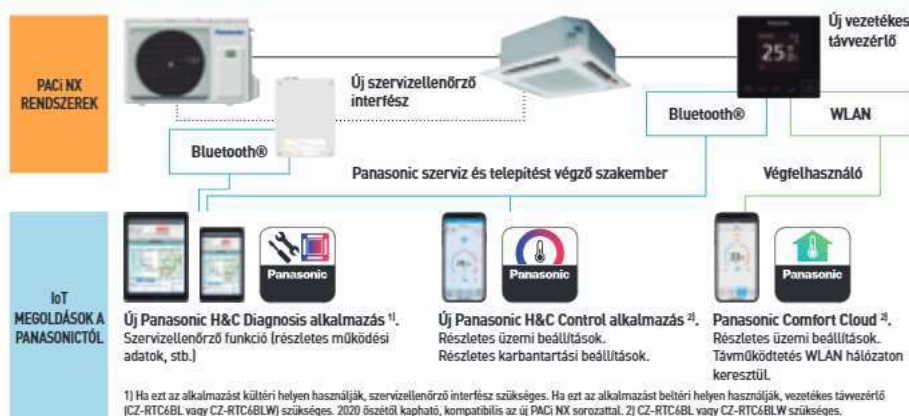 Panasonic
Új vezetékes
távvezérlő
25
PACi NX
RENDSZEREK
Új szervizellenőrző
interfész
Bluetooth®
Bluetooth®
WLAN
Panasonic szerviz és telepítést végző szakember
Végfelhasználó
IoT
MEGOLDÁSOK A
PANASONICTÓL
Panasonic
Panasonic
Panasonic
Új Panasonic H&C Diagnosis alkalmazás 1).
Szervizellenőrző funkció (részletes működési
adatok, stb.)
Új Panasonic H&C Control alkalmazás 2).
Részletes üzemi beállítások.
Részletes karbantartási beállítások.
Panasonic Comfort Cloud 2).
Részletes üzemi beállítások.
Távműködtetés WLAN hálózaton
keresztül.
1) Ha ezt az alkalmazást kültéri helyen használják, szervizellenőrző interfész szükséges. Ha ezt az alkalmazást beltéri helyen használják, vezetékes távvezérlő
(CZ-RTC6BL vagy CZ-RTC6BLW) szükséges. 2020 őszétől kapható, kompatibilis az új PACi NX sorozattal. 2) CZ-RTC6BL vagy CZ-RTC6BLW szükséges.